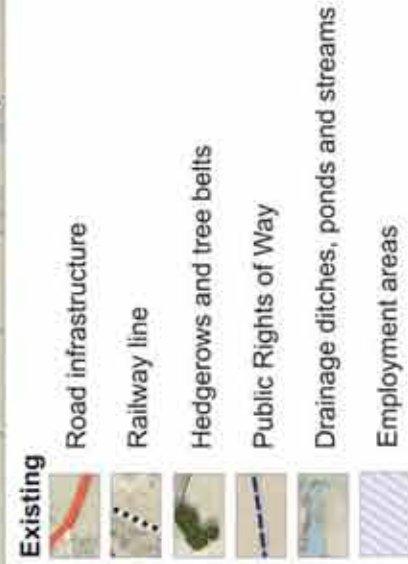 Existing
Road infrastructure
Railway line
Hedgerows and tree belts
Public Rights of Way
Drainage ditches, ponds and streams
Employment areas